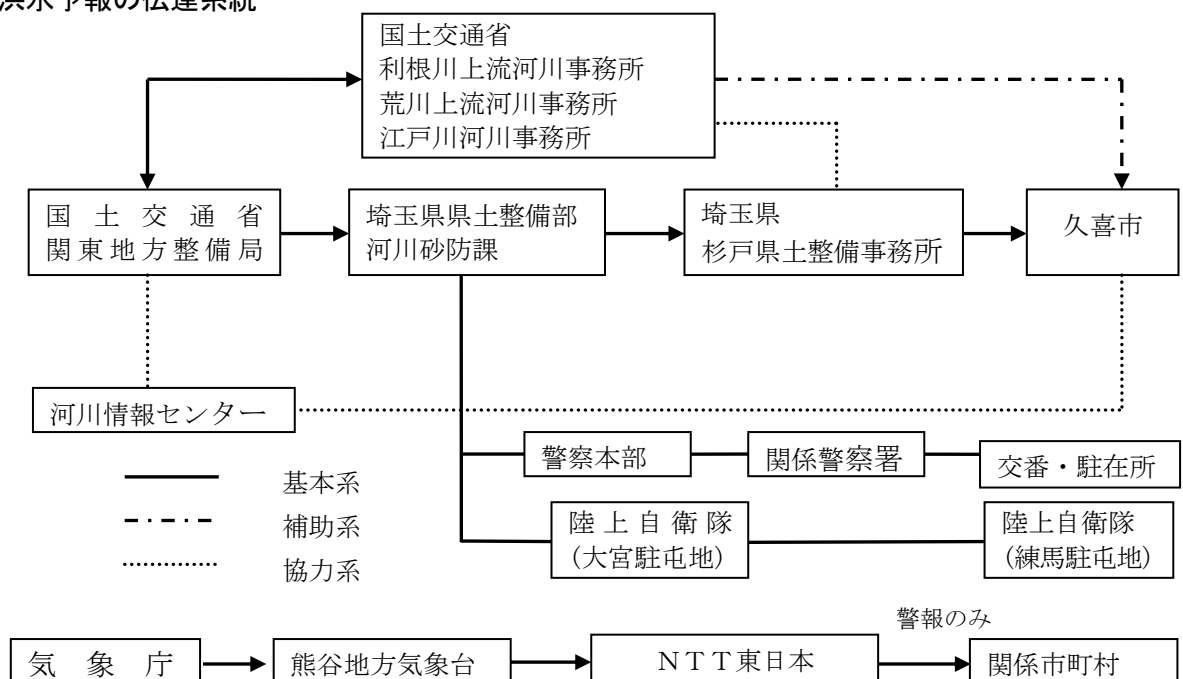 洪水予報の伝達系統
国土交通省
利根川上流河川事務所
荒川上流河川事務所
江戸川河川事務所
国土交通省
関東地方整備局
埼玉県県土整備部
河川砂防課
埼玉県
杉戸県土整備事務所
久喜市
河川情報センター
警察本部
関係警察署
交番・駐在所
基本系
補助系
協力系
陸上自衛隊
(大宮駐屯地)
陸上自衛隊
(練馬駐屯地)
警報のみ
気象庁
熊谷地方気象台
NTT東日本
関係市町村